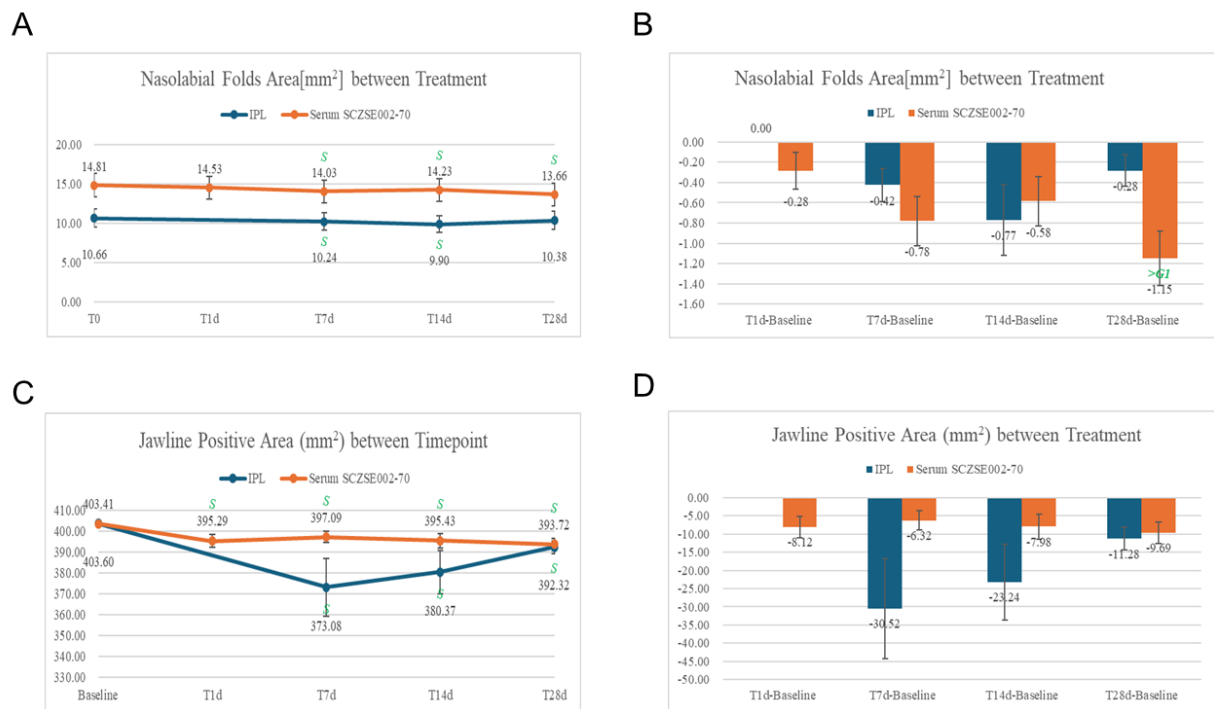 A
Nasolabial Folds Area[mm²] between Treatment
IPL Serum SCZSE002-70
20.00
15.00
10.00
5.00
0.00
S S S
14.81 14.53 14.03 14.23 13.66
S S
10.66 10.24 9.90 10.38
T0 T1d T7d T14d T28d
B
Nasolabial Folds Area[mm²] between Treatment
IPL Serum SCZSE002-70
0.00
-0.20
-0.40
-0.60
-0.80
-1.00
-1.20
-1.40
-1.60
0.00
-0.28 -0.42 -0.78 -0.77 -0.58 -0.28
>G1
-1.15
T1d-Baseline T7d-Baseline T14d-Baseline T28d-Baseline
C
Jawline Positive Area (mm²) between Timepoint
IPL Serum SCZSE002-70
410.00
400.00
390.00
380.00
370.00
360.00
350.00
340.00
330.00
S S S S
403.41 395.29 397.09 395.43 393.72
403.60
S S S
373.08 380.37 392.32
Baseline T1d T7d T14d T28d
D
Jawline Positive Area (mm²) between Treatment
IPL Serum SCZSE002-70
0.00
-5.00
-10.00
-15.00
-20.00
-25.00
-30.00
-35.00
-40.00
-45.00
-50.00
-8.12 -30.52 -6.32 -23.24 -7.98 -11.28 -9.69
T1d-Baseline T7d-Baseline T14d-Baseline T28d-Baseline